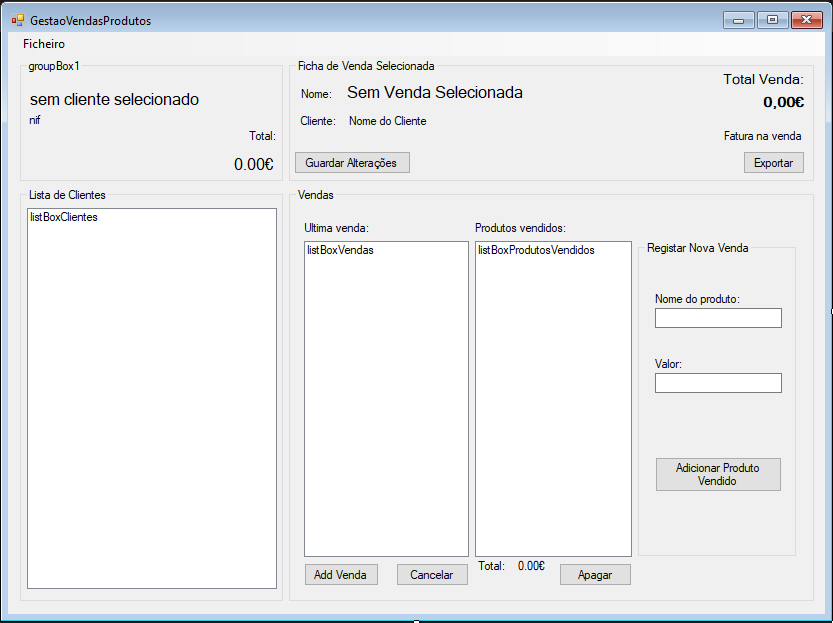 GestaoVendasProdutos
Ficheiro
groupBox1
sem cliente selecionado
nif
Total:
0.00€
Ficha de Venda Selecionada
Nome: Sem Venda Selecionada
Cliente: Nome do Cliente
Guardar Alterações
Total Venda:
0,00€
Fatura na venda
Exportar
Lista de Clientes
listBoxClientes
Vendas
Ultima venda:
listBoxVendas
Produtos vendidos:
listBoxProdutosVendidos
Registar Nova Venda
Nome do produto:
Valor:
Adicionar Produto
Vendido
Add Venda
Cancelar
Total: 0.00€
Apagar